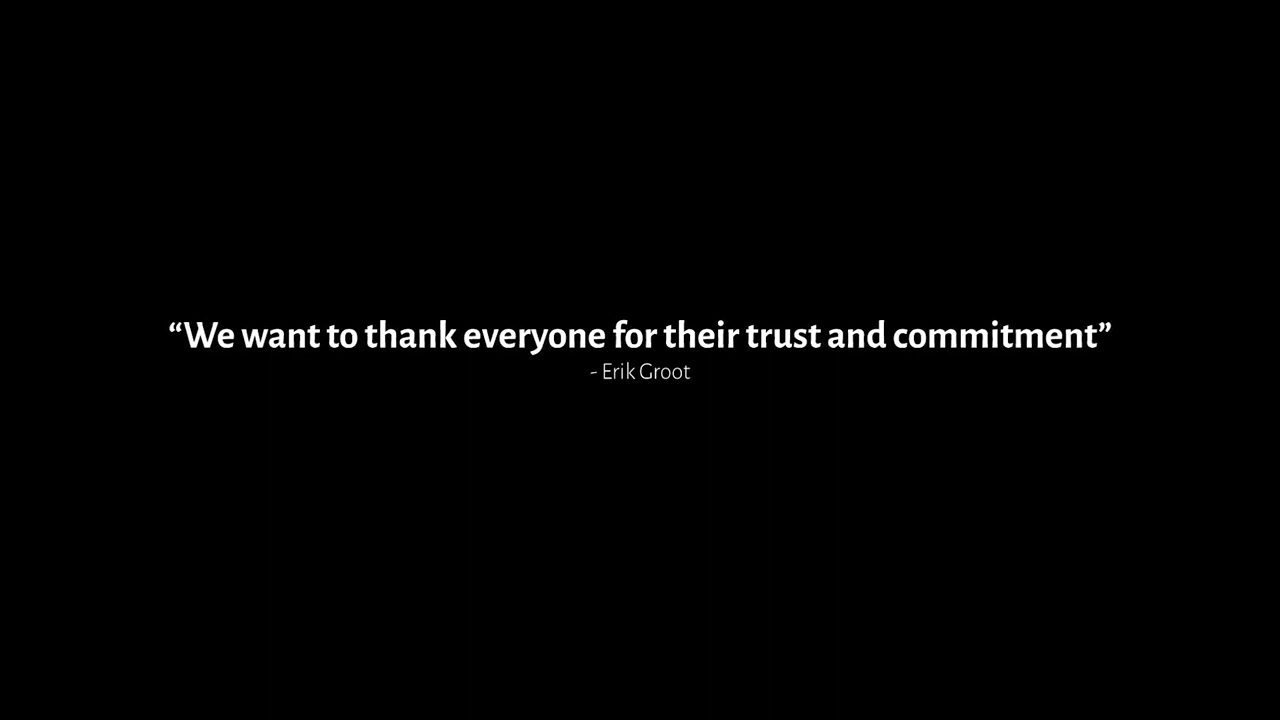 “We want to thank everyone for their trust and commitment”
- Erik Groot